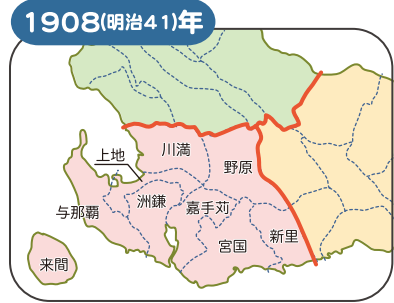 1908(明治41)年
川満
上地
野原
洲鎌
与那覇
嘉手苅
新里
宮国
来間